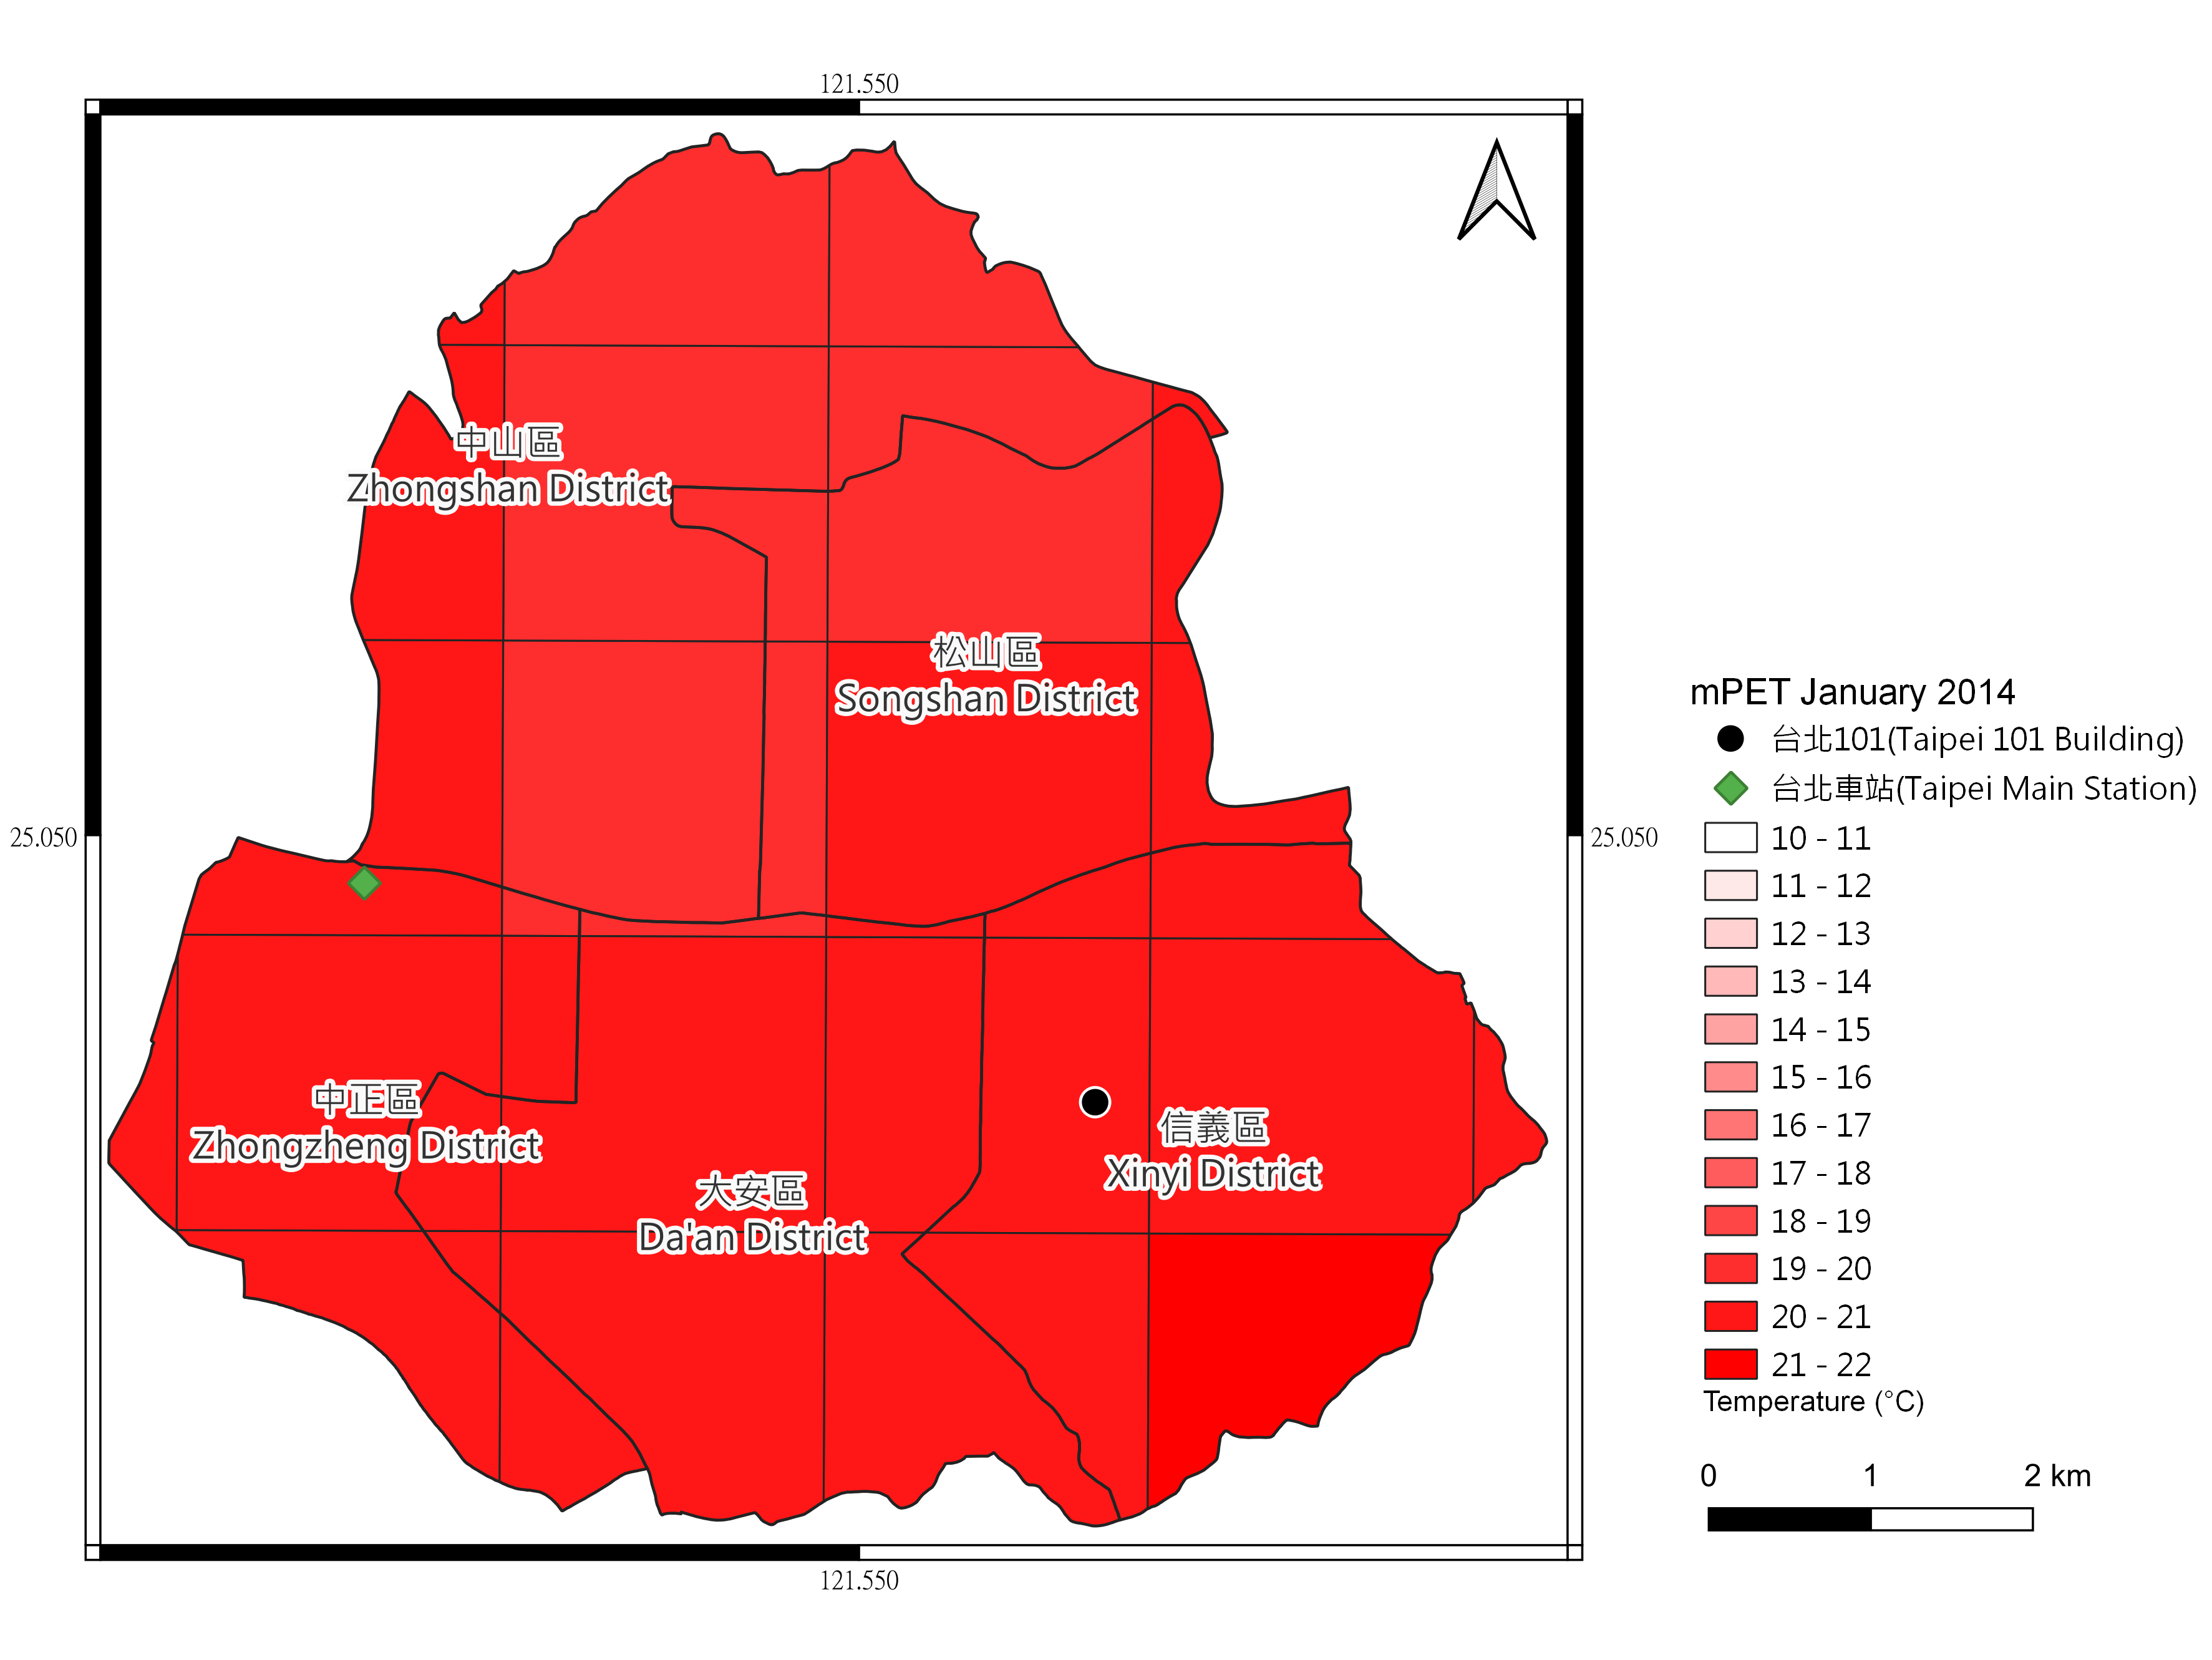 121.550
中山區
Zhongshan District
松山區
Songshan District
25.050
25.050
中正區
Zhongzheng District
大安區
Da'an District
信義區
Xinyi District
121.550
mPET January 2014
台北101(Taipei 101 Building)
台北車站(Taipei Main Station)
10 - 11
11 - 12
12 - 13
13 - 14
14 - 15
15 - 16
16 - 17
17 - 18
18 - 19
19 - 20
20 - 21
21 - 22
Temperature (°C)
0 1 2 km